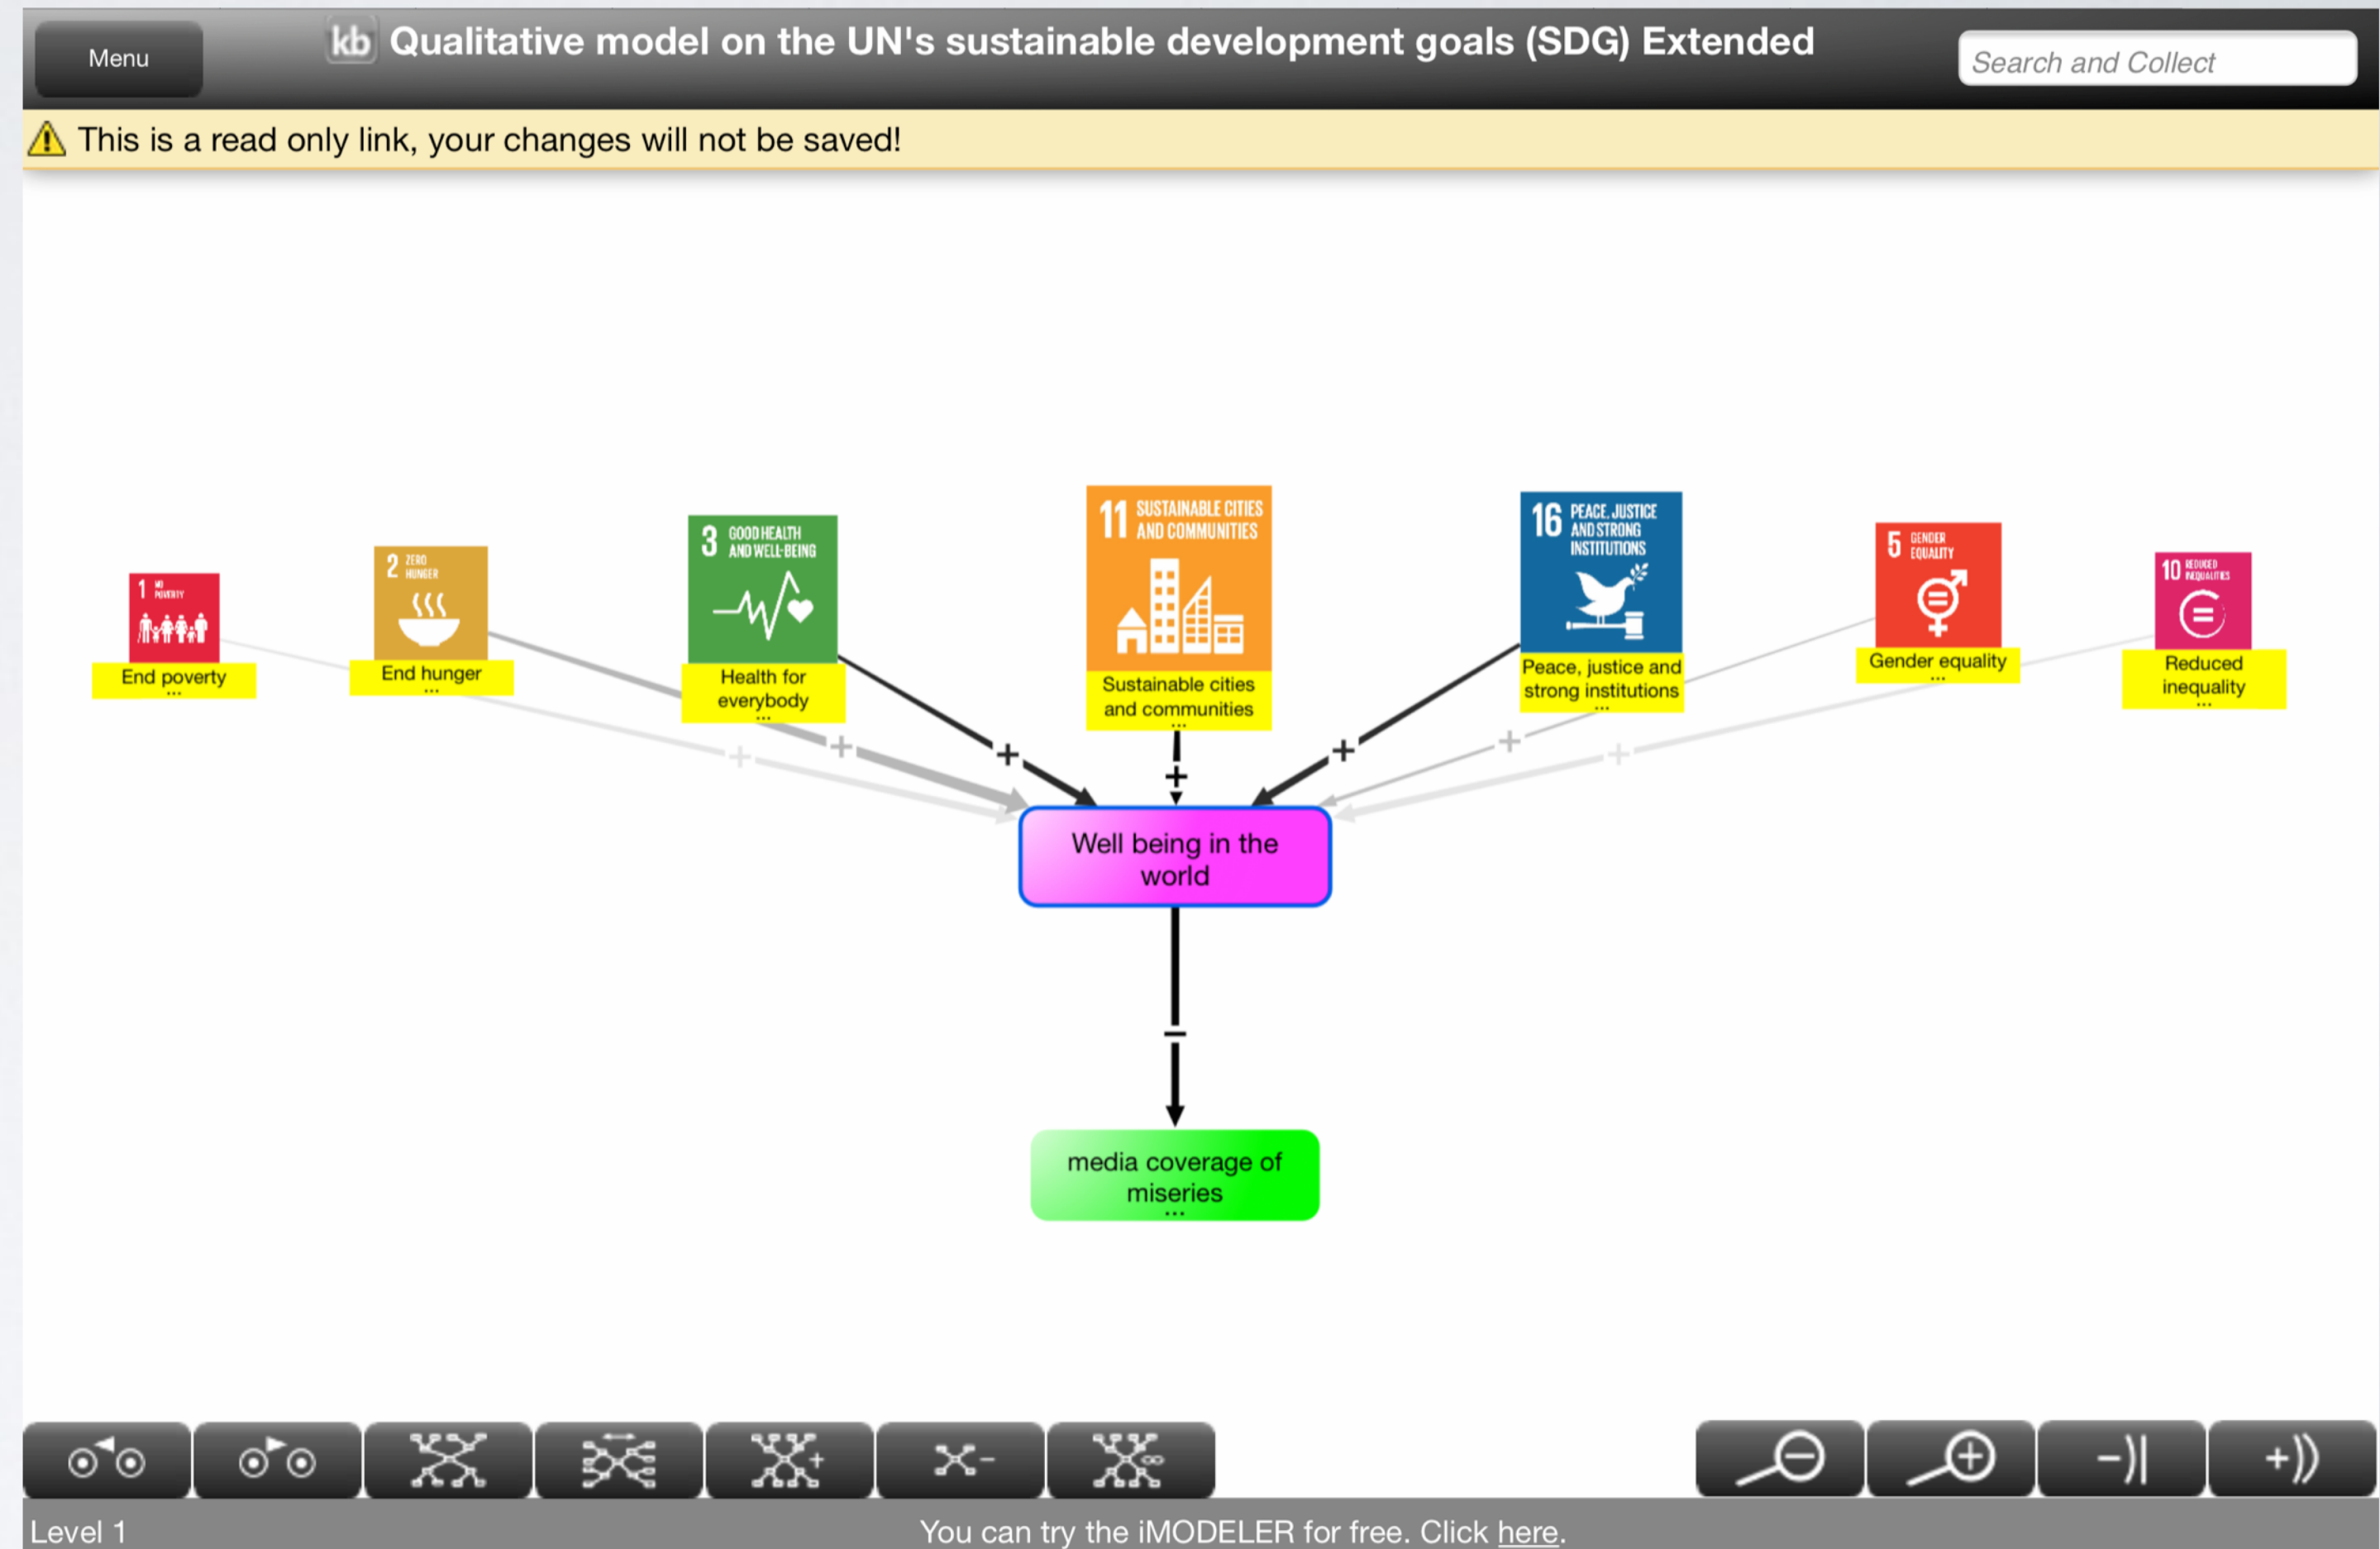 Menu
kb Qualitative model on the UN's sustainable development goals (SDG) Extended
Search and Collect
This is a read only link, your changes will not be saved!
1 NO
POVERTY
End poverty
...
2 ZERO
HUNGER
End hunger
...
3 GOOD HEALTH
AND WELL-BEING
Health for
everybody
...
11 SUSTAINABLE CITIES
AND COMMUNITIES
Sustainable cities
and communities
...
16 PEACE, JUSTICE
AND STRONG
INSTITUTIONS
Peace, justice and
strong institutions
...
5 GENDER
EQUALITY
Gender equality
...
10 REDUCED
INEQUALITIES
Reduced
inequality
...
+
+
+
+
+
+
+
Well being in the
world
–
media coverage of
miseries
...
Level 1
You can try the iMODELER for free. Click here.